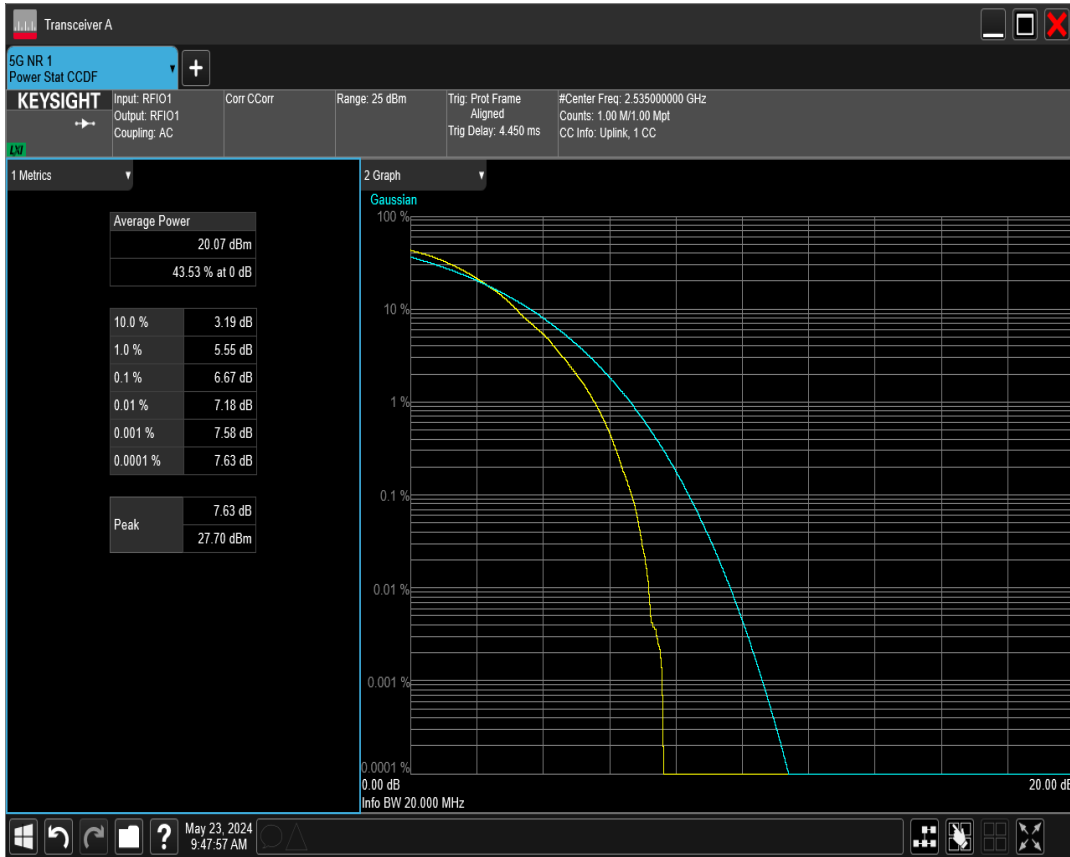 Transceiver A
5G NR 1
Power Stat CCDF
KEYSIGHT
LXI
Input: RFIO1
Output: RFIO1
Coupling: AC
Corr CCorr
Range: 25 dBm
Trig: Prot Frame
Aligned
Trig Delay: 4.450 ms
#Center Freq: 2.535000000 GHz
Counts: 1.00 M/1.00 Mpt
CC Info: Uplink, 1 CC
1 Metrics
Average Power
20.07 dBm
43.53 % at 0 dB
10.0 % 3.19 dB
1.0 % 5.55 dB
0.1 % 6.67 dB
0.01 % 7.18 dB
0.001 % 7.58 dB
0.0001 % 7.63 dB
Peak
7.63 dB
27.70 dBm
2 Graph
Gaussian
100 %
10 %
1 %
0.1 %
0.01 %
0.001 %
0.0001 %
0.00 dB 20.00 dB
Info BW 20.000 MHz
?
May 23, 2024
9:47:57 AM